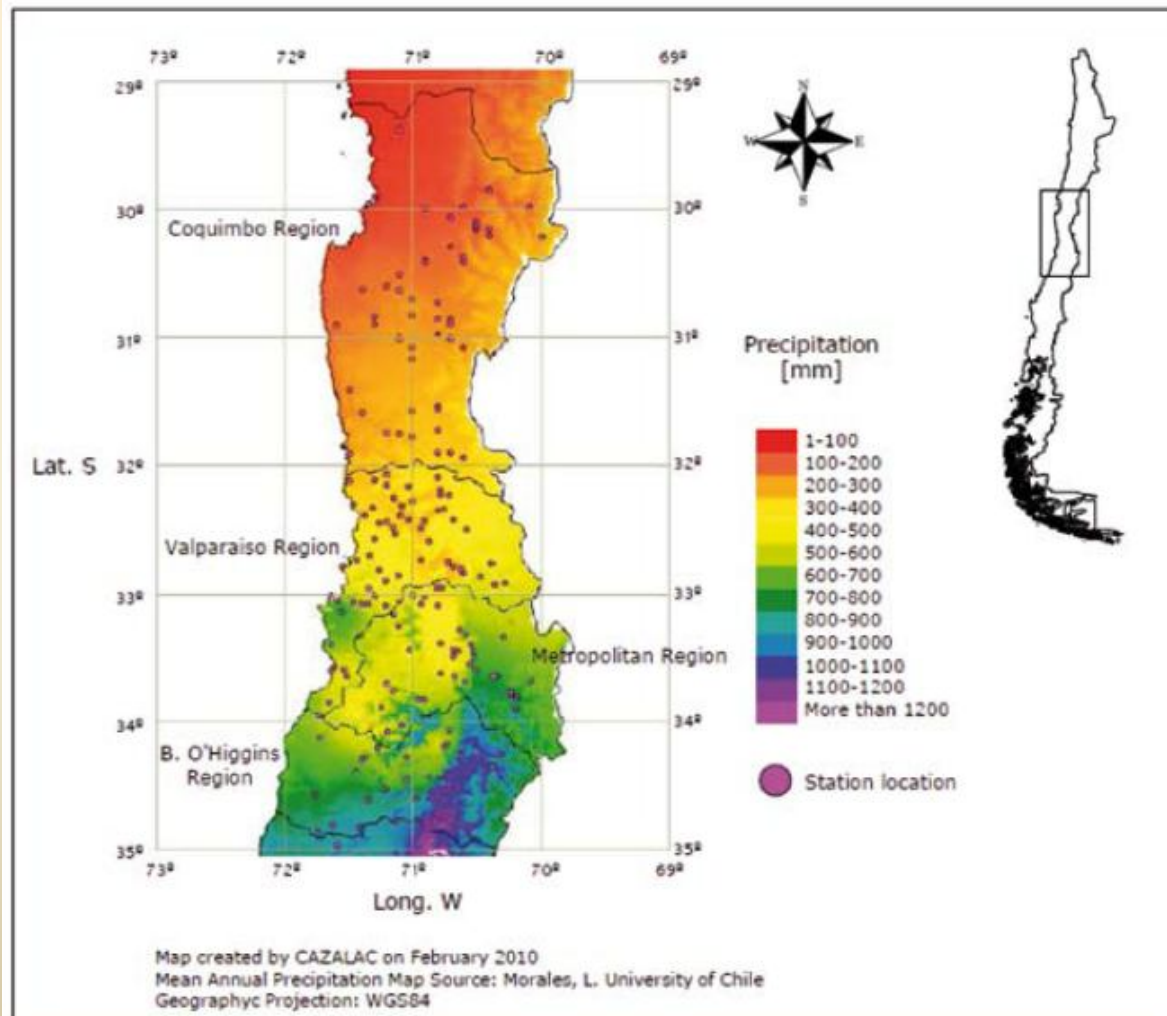 73º 72º 71º 70º 69º
29º 29º
N
W E
S
30º 30º
Coquimbo Region
31º 31º
Precipitation
[mm]
1-100
100-200
200-300
300-400
400-500
500-600
600-700
700-800
800-900
900-1000
1000-1100
1100-1200
More than 1200
Lat. S
32º 32º
Valparaiso Region
33º 33º
Metropolitan Region
34º 34º
B. O'Higgins
Region
Station location
35º 35º
73º 72º 71º 70º 69º
Long. W
Map created by CAZALAC on February 2010
Mean Annual Precipitation Map Source: Morales, L. University of Chile
Geographyc Projection: WGS84